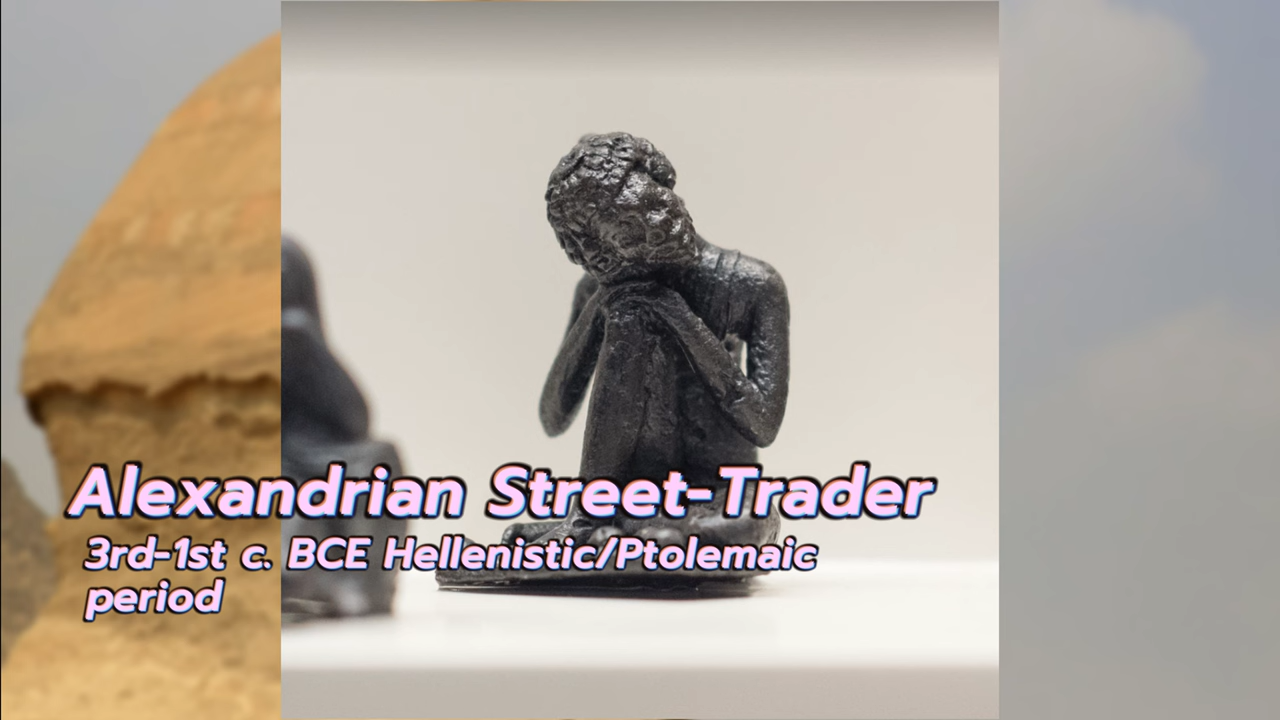 Alexandrian Street-Trader
3rd-1st c. BCE Hellenistic/Ptolemaic
period